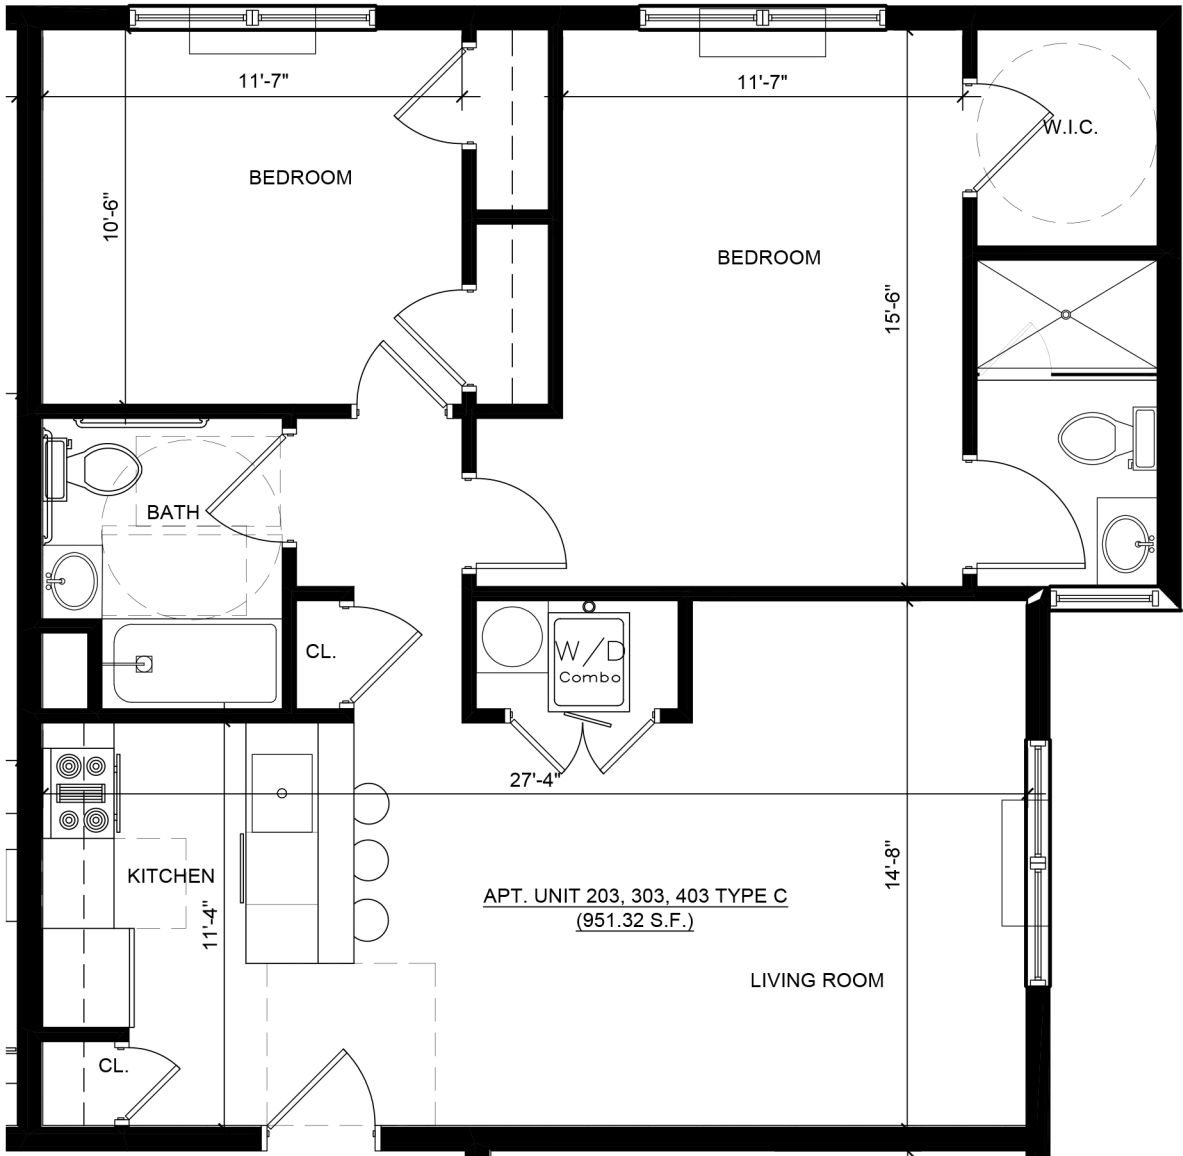 11'-7"
11'-7"
W.I.C.
BEDROOM
10'-6"
BEDROOM
15'-6"
BATH
CL.
W/D
Combo
27'-4"
KITCHEN
11'-4"
14'-8"
APT. UNIT 203, 303, 403 TYPE C
(951.32 S.F.)
LIVING ROOM
CL.